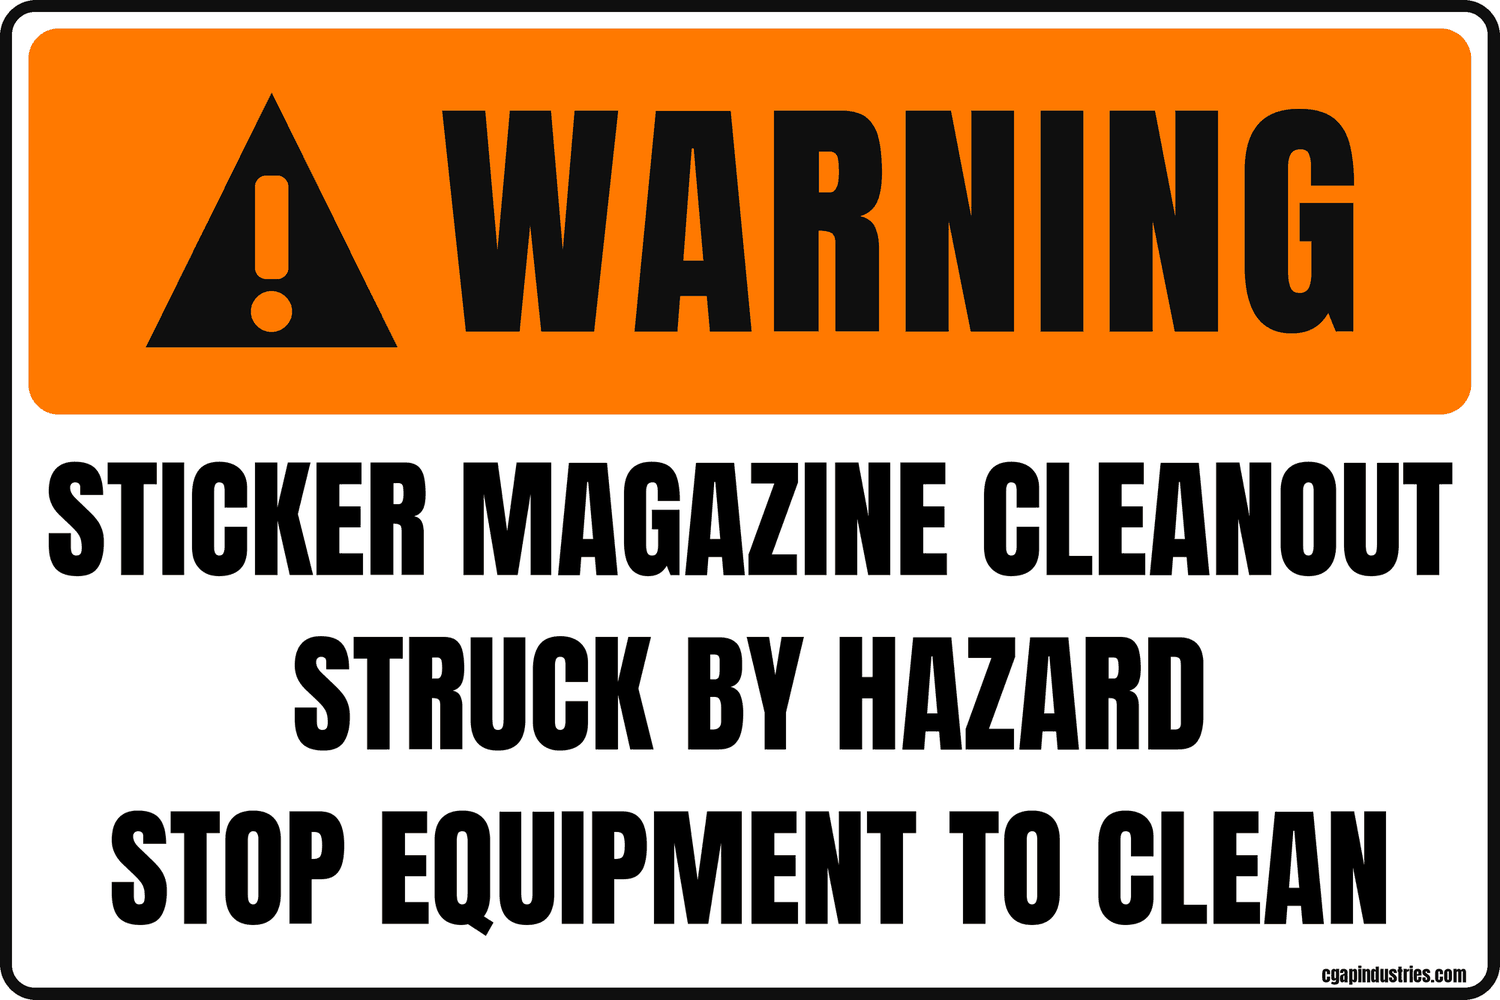 WARNING
STICKER MAGAZINE CLEANOUT
STRUCK BY HAZARD
STOP EQUIPMENT TO CLEAN
cgapindustries.com